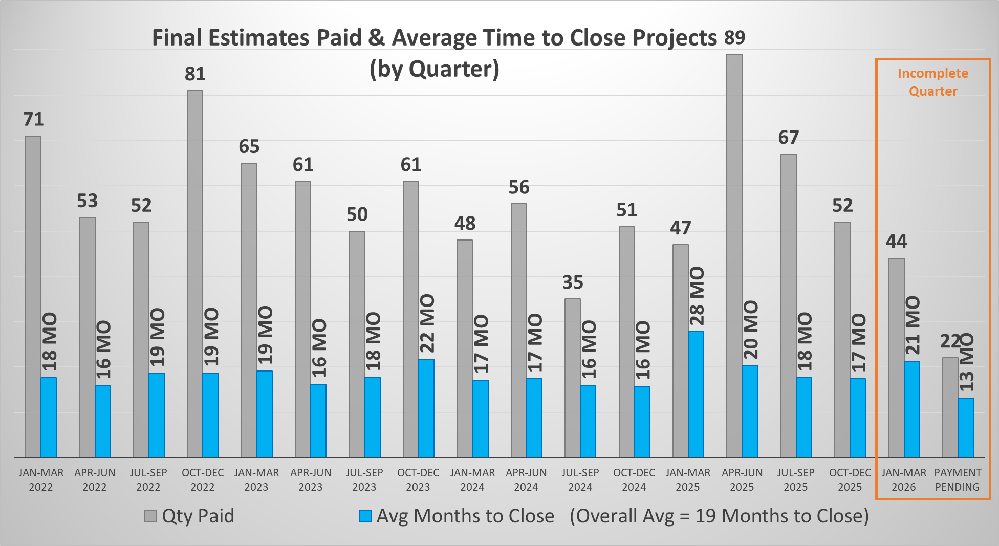 Final Estimates Paid & Average Time to Close Projects
(by Quarter)
Incomplete
Quarter
71
53
52
81
65
61
50
61
48
56
35
51
47
89
67
52
44
22
18 MO
16 MO
19 MO
19 MO
19 MO
16 MO
18 MO
22 MO
17 MO
17 MO
16 MO
16 MO
28 MO
20 MO
18 MO
17 MO
21 MO
13 MO
JAN-MAR
2022
APR-JUN
2022
JUL-SEP
2022
OCT-DEC
2022
JAN-MAR
2023
APR-JUN
2023
JUL-SEP
2023
OCT-DEC
2023
JAN-MAR
2024
APR-JUN
2024
JUL-SEP
2024
OCT-DEC
2024
JAN-MAR
2025
APR-JUN
2025
JUL-SEP
2025
OCT-DEC
2025
JAN-MAR
2026
PAYMENT
PENDING
Qty Paid
Avg Months to Close (Overall Avg = 19 Months to Close)